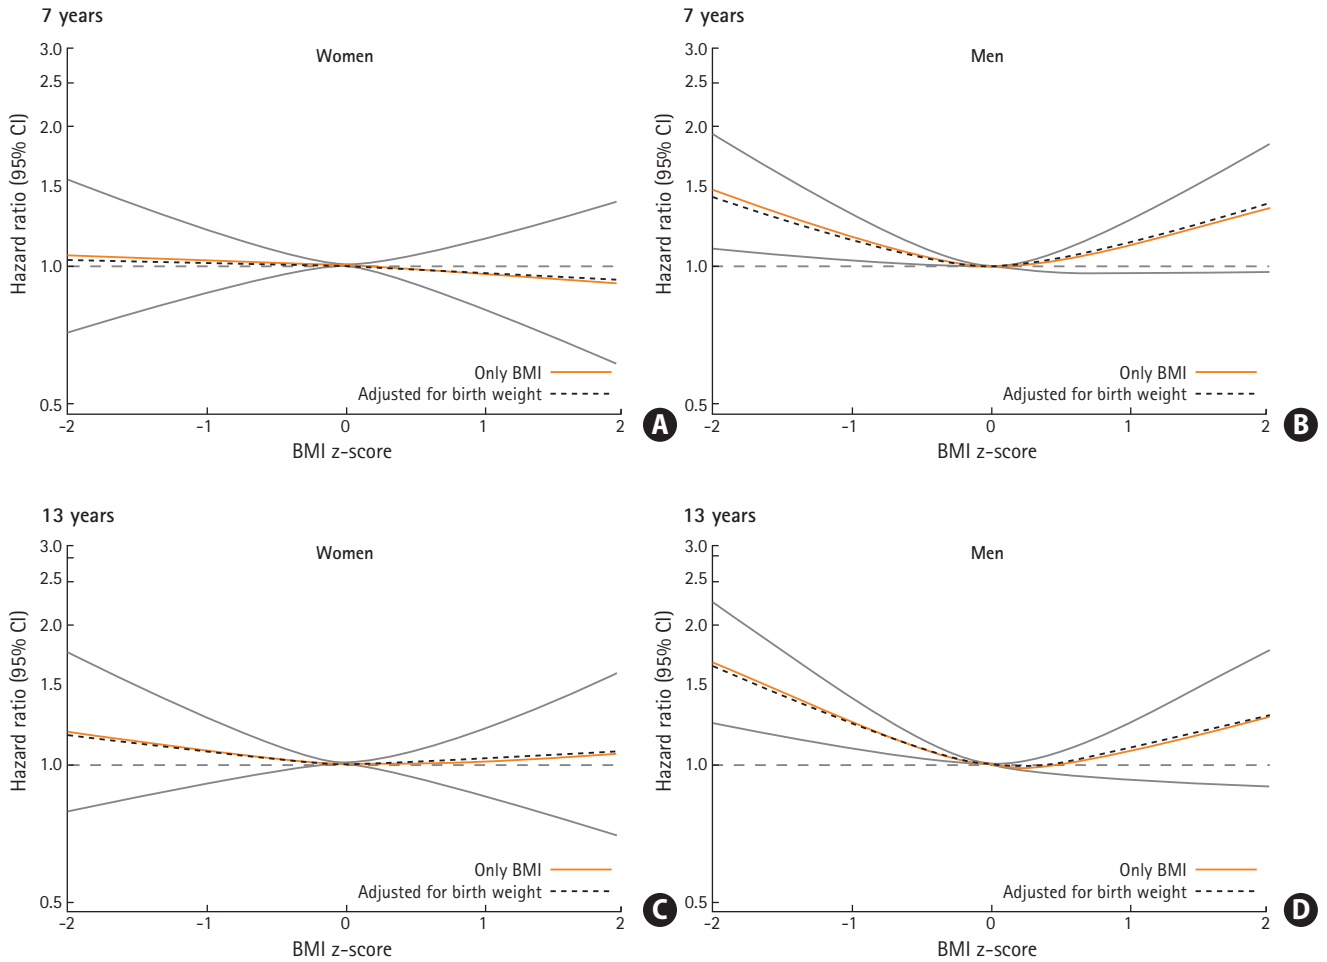 7 years
Women
Hazard ratio (95% CI)
3.0
2.5
2.0
1.5
1.0
0.5
Only BMI
Adjusted for birth weight
-2
-1
0
1
2
BMI z-score
A
7 years
Men
Hazard ratio (95% CI)
3.0
2.5
2.0
1.5
1.0
0.5
Only BMI
Adjusted for birth weight
-2
-1
0
1
2
BMI z-score
B
13 years
Women
Hazard ratio (95% CI)
3.0
2.5
2.0
1.5
1.0
0.5
Only BMI
Adjusted for birth weight
-2
-1
0
1
2
BMI z-score
C
13 years
Men
Hazard ratio (95% CI)
3.0
2.5
2.0
1.5
1.0
0.5
Only BMI
Adjusted for birth weight
-2
-1
0
1
2
BMI z-score
D